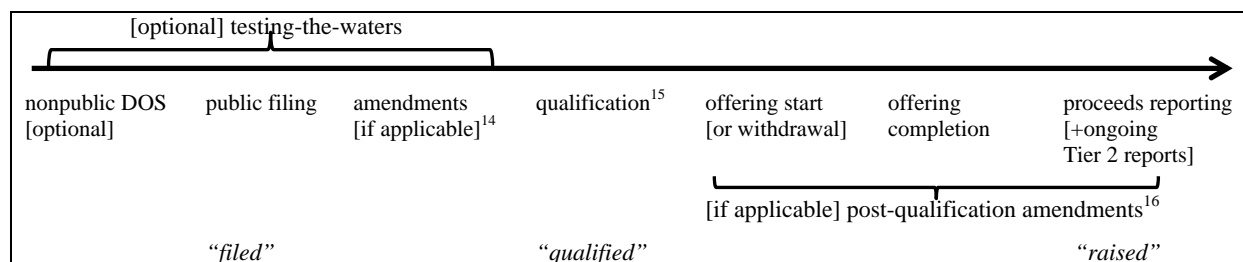 [optional] testing-the-waters
nonpublic DOS
[optional]
public filing
amendments
[if applicable]14
qualification15
offering start
[or withdrawal]
offering
completion
proceeds reporting
[+ongoing
Tier 2 reports]
[if applicable] post-qualification amendments16
“filed”
“qualified”
“raised”